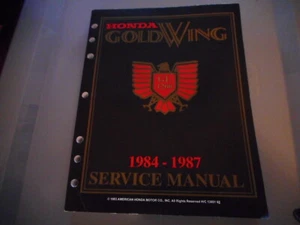 HONDA
GOLDWING
1984 - 1987
SERVICE MANUAL